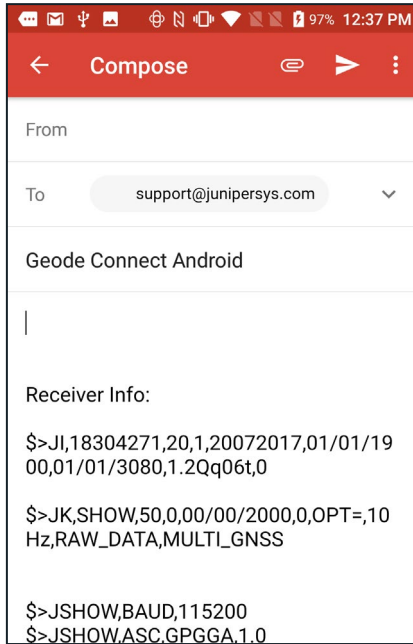 97% 12:37 PM
Compose
From
To support@junipersys.com
Geode Connect Android
Receiver Info:
$>JI,18304271,20,1,20072017,01/01/19
00,01/01/3080,1.2Qq06t,0
$>JK,SHOW,50,0,00/00/2000,0,OPT=,10
Hz,RAW_DATA,MULTI_GNSS
$>JSHOW,BAUD,115200
$>JSHOW,ASC,GPGGA,1.0